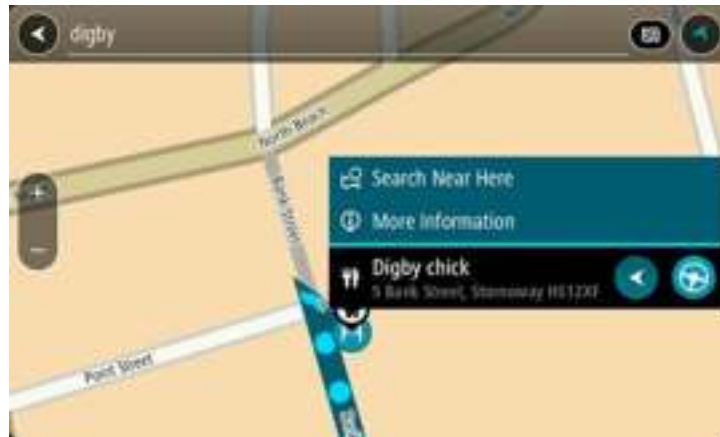 digby
North Beach
Bank Street
Search Near Here
More Information
Digby chick
5 Bank Street, Stornoway HS12XF
Point Street